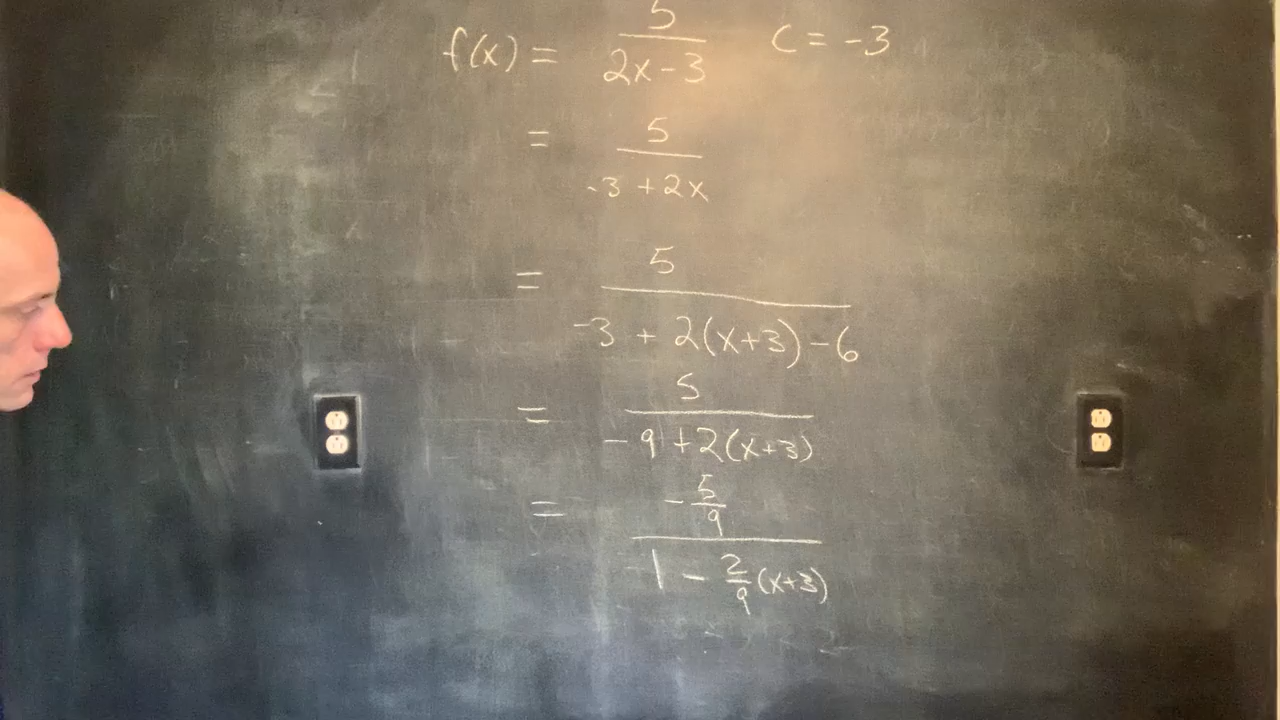 f(x) = 5/(2x-3) C = -3
= 5/(-3+2x)
= 5/(-3 + 2(x+3)-6)
= 5/(-9+2(x+3))
= (-5/9)/(1 - 2/9(x+3))